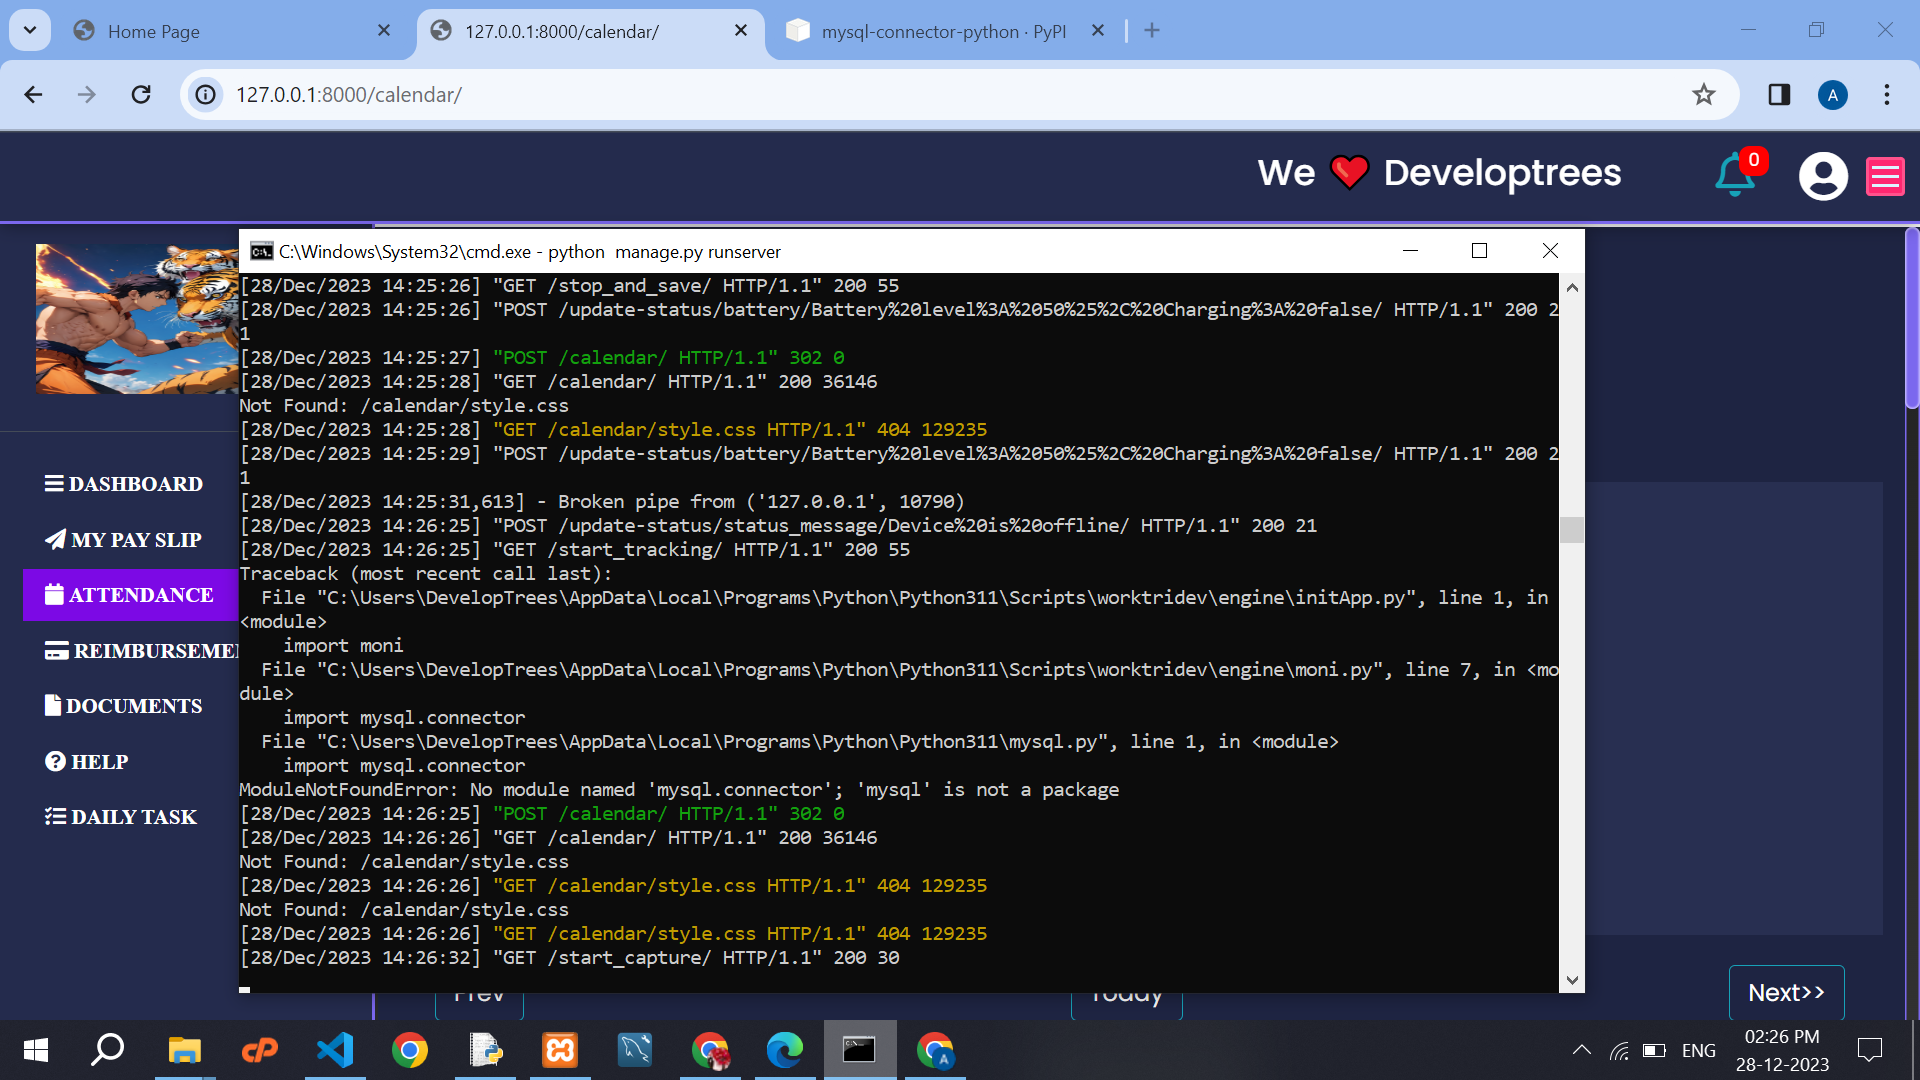 Home Page
127.0.0.1:8000/calendar/
mysql-connector-python · PyPI
127.0.0.1:8000/calendar/
A
We ❤ Developtrees
0
C:\Windows\System32\cmd.exe - python  manage.py runserver
[28/Dec/2023 14:25:26] "GET /stop_and_save/ HTTP/1.1" 200 55
[28/Dec/2023 14:25:26] "POST /update-status/battery/Battery%20level%3A%2050%25%2C%20Charging%3A%20false/ HTTP/1.1" 200 2
1
[28/Dec/2023 14:25:27] "POST /calendar/ HTTP/1.1" 302 0
[28/Dec/2023 14:25:28] "GET /calendar/ HTTP/1.1" 200 36146
Not Found: /calendar/style.css
[28/Dec/2023 14:25:28] "GET /calendar/style.css HTTP/1.1" 404 129235
[28/Dec/2023 14:25:29] "POST /update-status/battery/Battery%20level%3A%2050%25%2C%20Charging%3A%20false/ HTTP/1.1" 200 2
1
[28/Dec/2023 14:25:31,613] - Broken pipe from ('127.0.0.1', 10790)
[28/Dec/2023 14:26:25] "POST /update-status/status_message/Device%20is%20offline/ HTTP/1.1" 200 21
[28/Dec/2023 14:26:25] "GET /start_tracking/ HTTP/1.1" 200 55
Traceback (most recent call last):
  File "C:\Users\DevelopTrees\AppData\Local\Programs\Python\Python311\Scripts\worktridev\engine\initApp.py", line 1, in
<module>
    import moni
  File "C:\Users\DevelopTrees\AppData\Local\Programs\Python\Python311\Scripts\worktridev\engine\moni.py", line 7, in <mo
dule>
    import mysql.connector
  File "C:\Users\DevelopTrees\AppData\Local\Programs\Python\Python311\mysql.py", line 1, in <module>
    import mysql.connector
ModuleNotFoundError: No module named 'mysql.connector'; 'mysql' is not a package
[28/Dec/2023 14:26:25] "POST /calendar/ HTTP/1.1" 302 0
[28/Dec/2023 14:26:26] "GET /calendar/ HTTP/1.1" 200 36146
Not Found: /calendar/style.css
[28/Dec/2023 14:26:26] "GET /calendar/style.css HTTP/1.1" 404 129235
Not Found: /calendar/style.css
[28/Dec/2023 14:26:26] "GET /calendar/style.css HTTP/1.1" 404 129235
[28/Dec/2023 14:26:32] "GET /start_capture/ HTTP/1.1" 200 30
DASHBOARD
MY PAY SLIP
ATTENDANCE
REIMBURSEME
DOCUMENTS
HELP
DAILY TASK
Prev
Today
Next>>
ENG
02:26 PM
28-12-2023